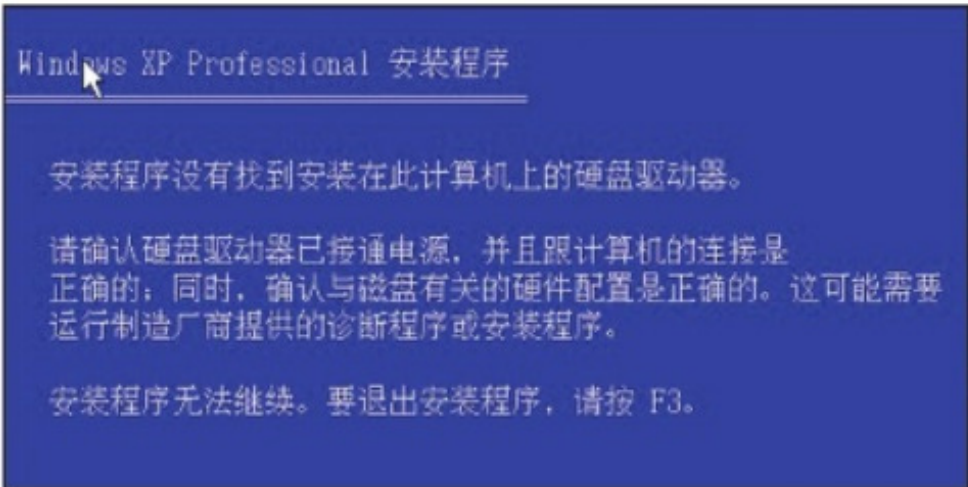 Windows XP Professional 安装程序
安装程序没有找到安装在此计算机上的硬盘驱动器。
请确认硬盘驱动器已接通电源，并且跟计算机的连接是
正确的；同时，确认与磁盘有关的硬件配置是正确的。这可能需要
运行制造厂商提供的诊断程序或安装程序。
安装程序无法继续。要退出安装程序，请按 F3。